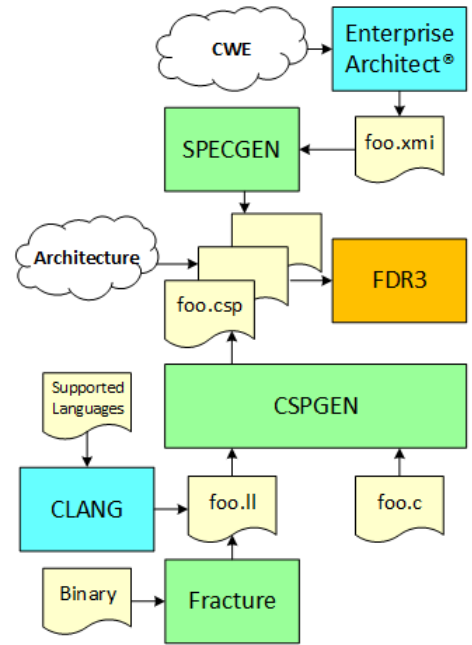 CWE
Enterprise
Architect®
SPECGEN
foo.xmi
Architecture
foo.csp
FDR3
Supported
Languages
CSPGEN
CLANG
foo.ll
foo.c
Binary
Fracture